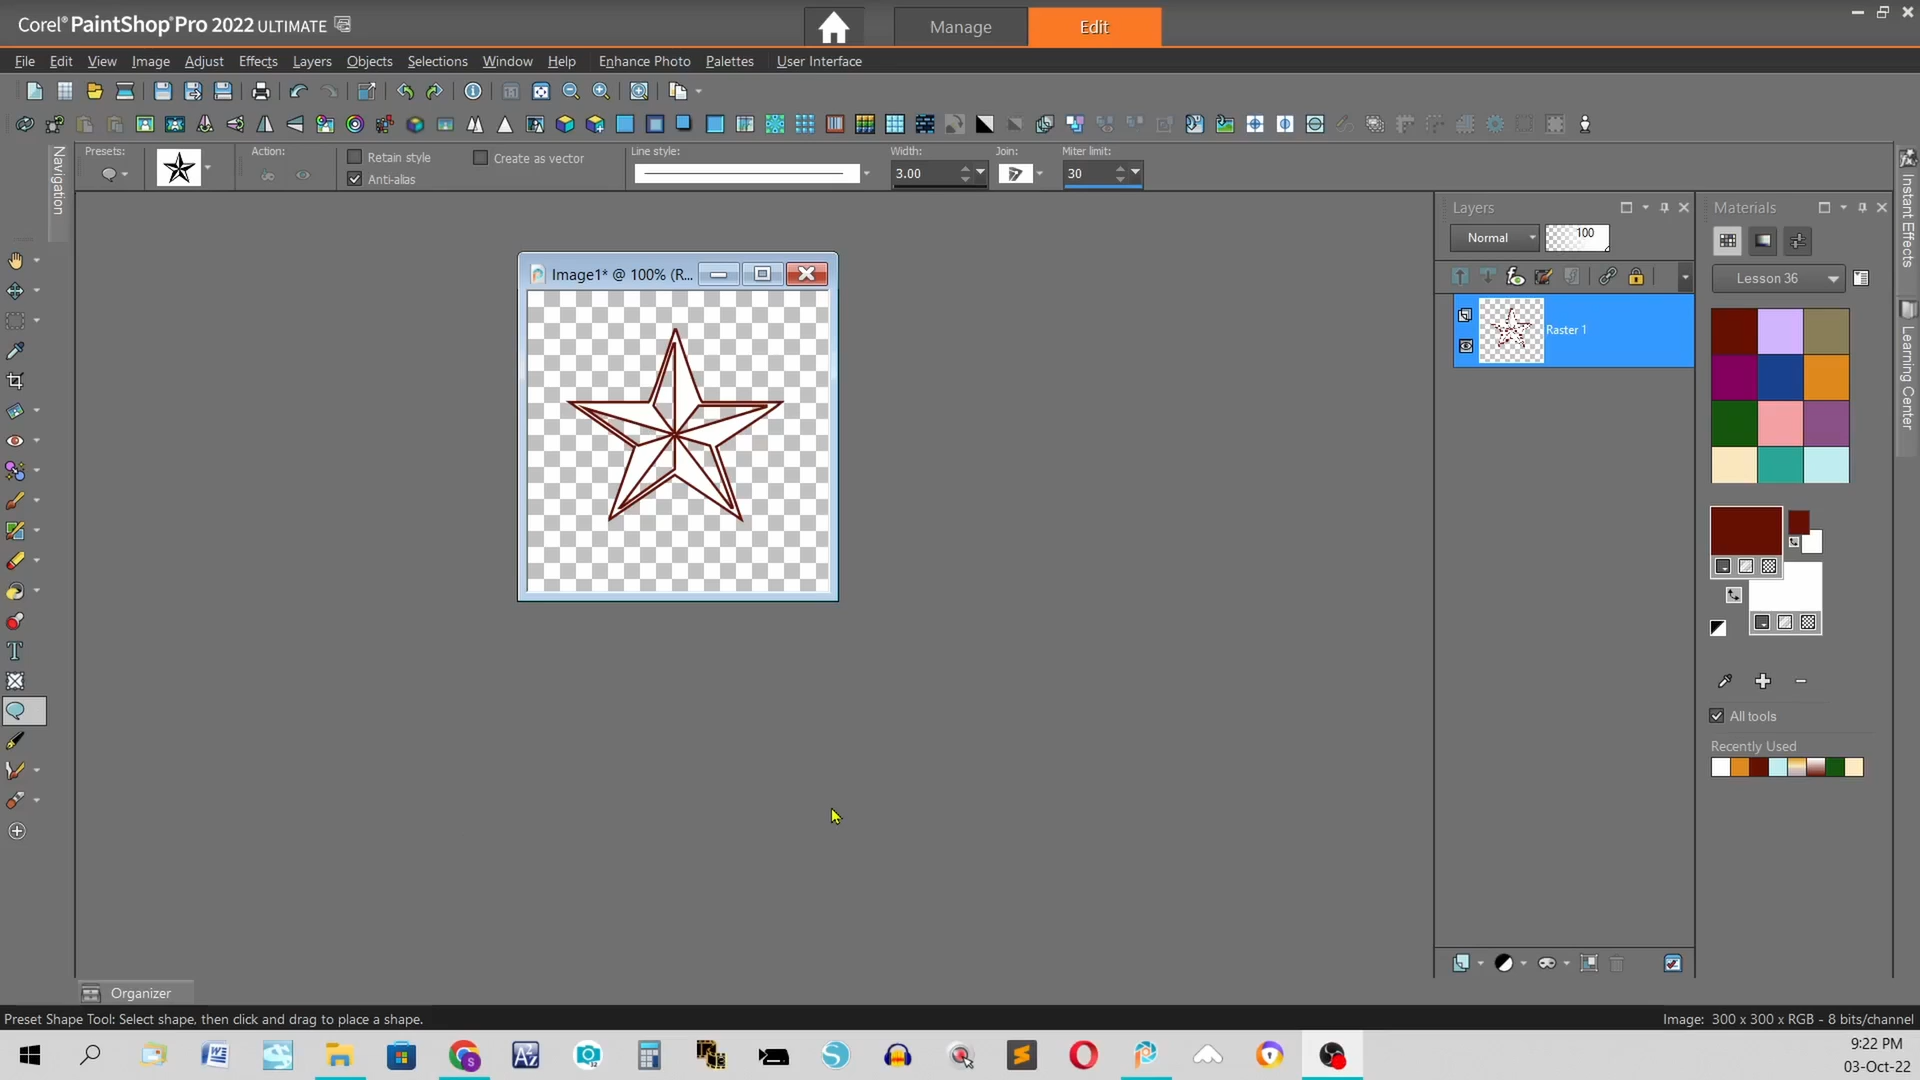 Corel® PaintShop Pro 2022 ULTIMATE
Manage
Edit
File Edit View Image Adjust Effects Layers Objects Selections Window Help Enhance Photo Palettes User Interface
Presets:
Action:
Retain style
Anti-alias
Create as vector
Line style:
Width:
3.00
Join:
Miter limit:
30
Navigation
Image1* @ 100% (R...
Layers
Normal
100
Raster 1
Materials
Lesson 36
All tools
Recently Used
Instant Effects
Learning Center
Organizer
Preset Shape Tool: Select shape, then click and drag to place a shape.
Image: 300 x 300 x RGB - 8 bits/channel
9:22 PM
03-Oct-22